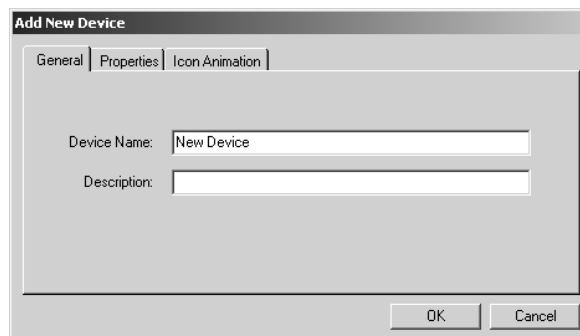 Add New Device
General Properties Icon Animation
Device Name: New Device
Description:
OK Cancel